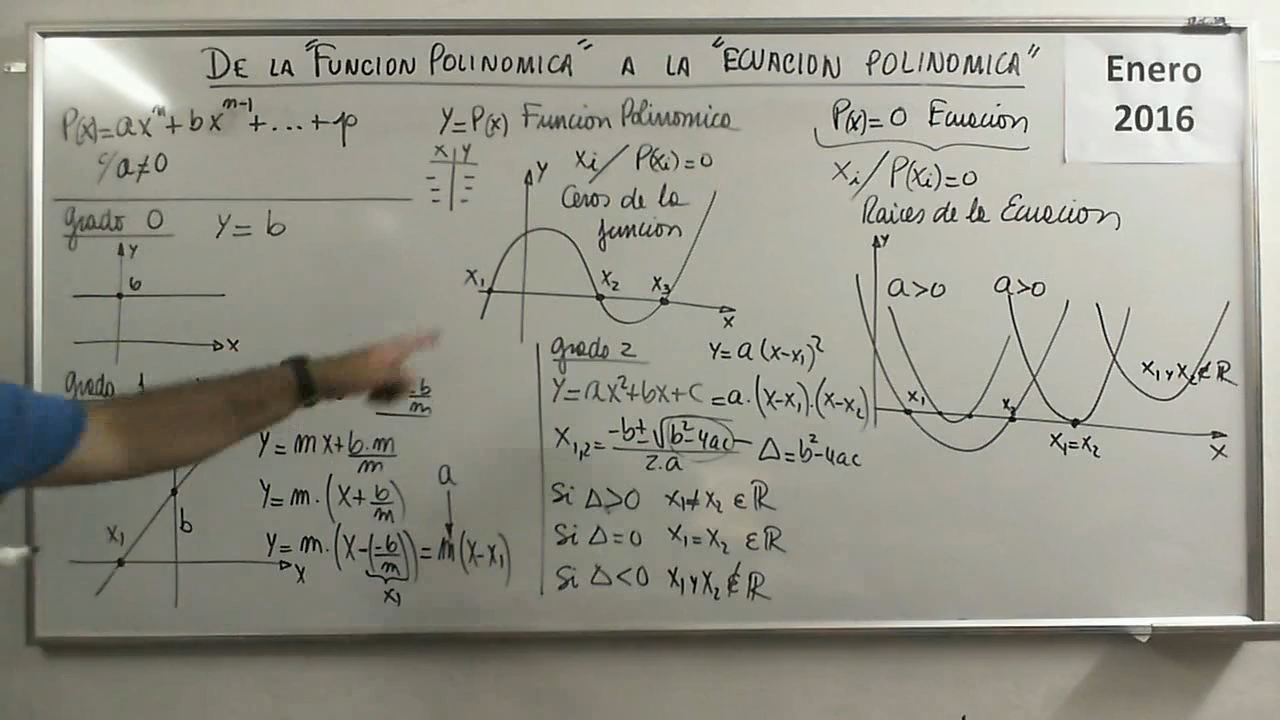 DE LA "FUNCION POLINOMICA" A LA "ECUACION POLINOMICA"
Enero
2016
P(x)=ax^n+bx^n-1+...+p
c/a≠0
grado 0 y=b
y
b
x
grado 1
-b/m
y=mx+b.m/m
y=m.(x+b/m)
a
y=m.(x-(-b/m))=m(x-x1)
x1
x1
b
x
y=P(x) Funcion Polinomica
x y
xi/P(xi)=0
Ceros de la
funcion
y
x1
x2
x3
x
grado 2 y=a(x-x1)²
y=ax²+bx+c=a.(x-x1).(x-x2)
x1,2=-b±√b²-4ac/2.a Δ=b²-4ac
Si Δ>0 x1≠x2 ∈ℝ
Si Δ=0 x1=x2 ∈ℝ
Si Δ<0 x1 y x2 ∉ℝ
P(x)=0 Ecuación
xi/P(xi)=0
Raices de la Ecuacion
y
a>0
a>0
x1
x2
x1=x2
x1 y x2 ∉ℝ
x